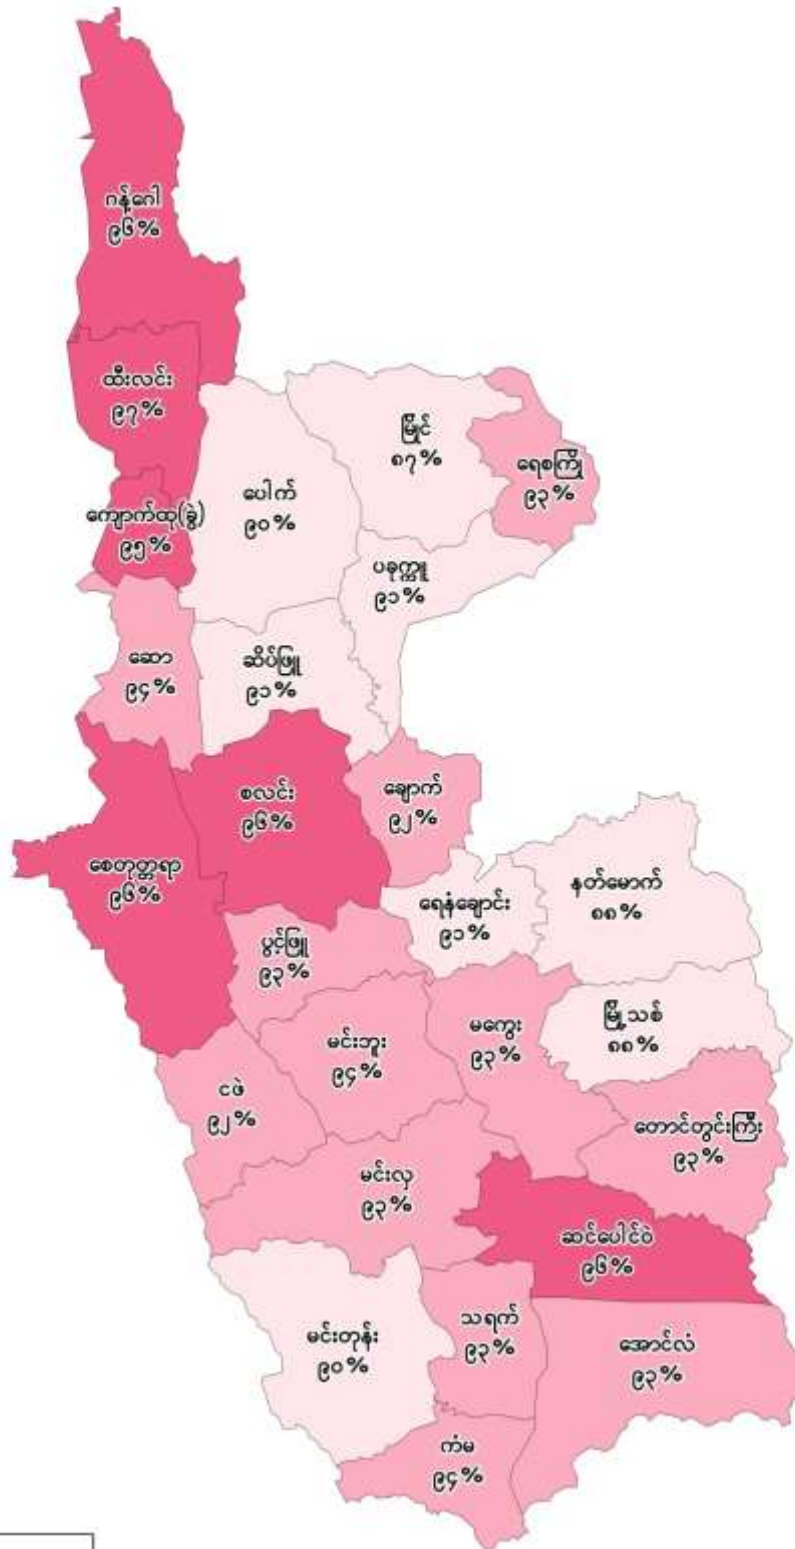 ဂန့်ဂေါ
၉၆%
ထီးလင်း
၉၇%
မြိုင်
၈၇%
ရေစကြို
၉၃%
ပေါက်
၉၀%
ကျောက်ထု(ခွဲ)
၉၅%
ပခုက္ကူ
၉၁%
ဆော
၉၄%
ဆိပ်ဖြူ
၉၁%
စလင်း
၉၆%
ချောက်
၉၂%
စေတုတ္တရာ
၉၆%
ရေနံချောင်း
၉၁%
နတ်မောက်
၈၈%
ပွင့်ဖြူ
၉၃%
မင်းဘူး
၉၄%
မကွေး
၉၃%
မြို့သစ်
၈၈%
ငဖဲ
၉၂%
တောင်တွင်းကြီး
၉၃%
မင်းလှ
၉၃%
ဆင်ပေါင်ဝဲ
၉၆%
မင်းတုန်း
၉၀%
သရက်
၉၃%
အောင်လံ
၉၃%
ကံမ
၉၄%